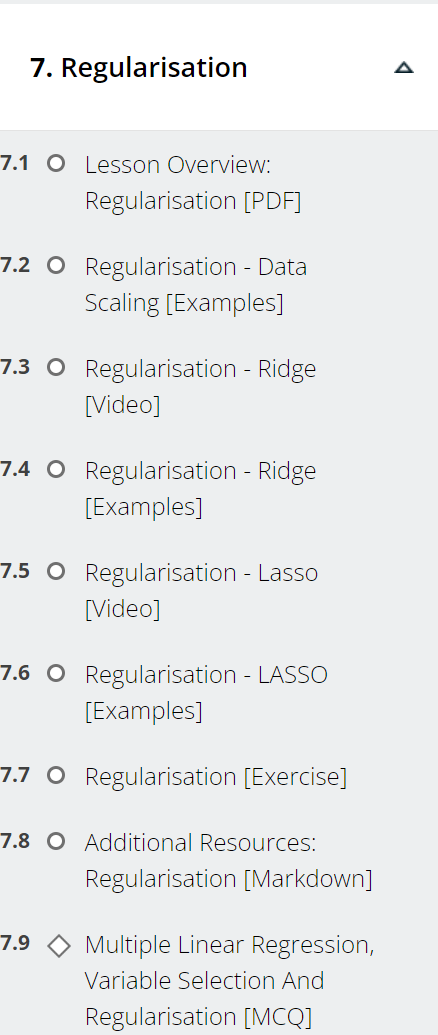 7. Regularisation
7.1 Lesson Overview:
Regularisation [PDF]
7.2 Regularisation - Data
Scaling [Examples]
7.3 Regularisation - Ridge
[Video]
7.4 Regularisation - Ridge
[Examples]
7.5 Regularisation - Lasso
[Video]
7.6 Regularisation - LASSO
[Examples]
7.7 Regularisation [Exercise]
7.8 Additional Resources:
Regularisation [Markdown]
7.9 Multiple Linear Regression,
Variable Selection And
Regularisation [MCQ]